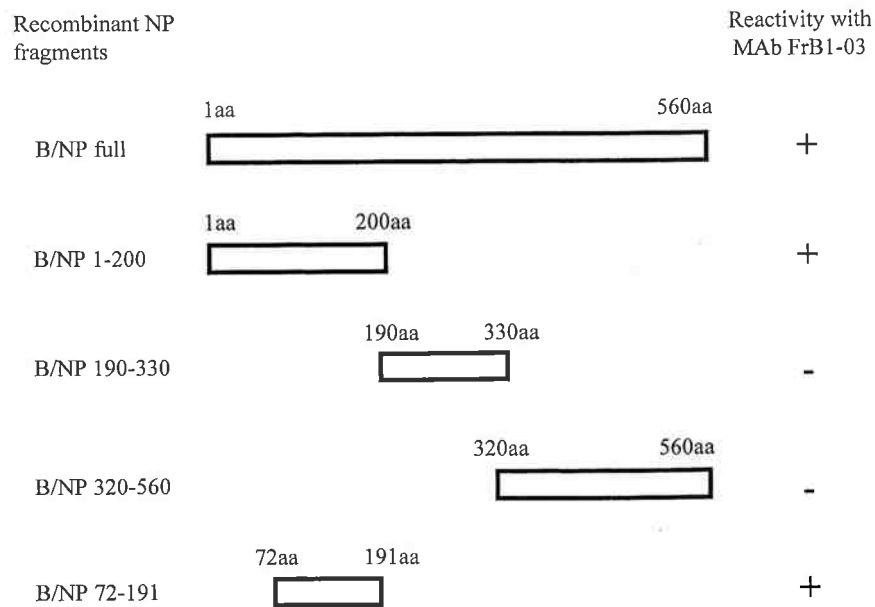 Recombinant NP fragments
Reactivity with MAb FrB1-03
1aa 560aa
B/NP full +
1aa 200aa
B/NP 1-200 +
190aa 330aa
B/NP 190-330 -
320aa 560aa
B/NP 320-560 -
72aa 191aa
B/NP 72-191 +